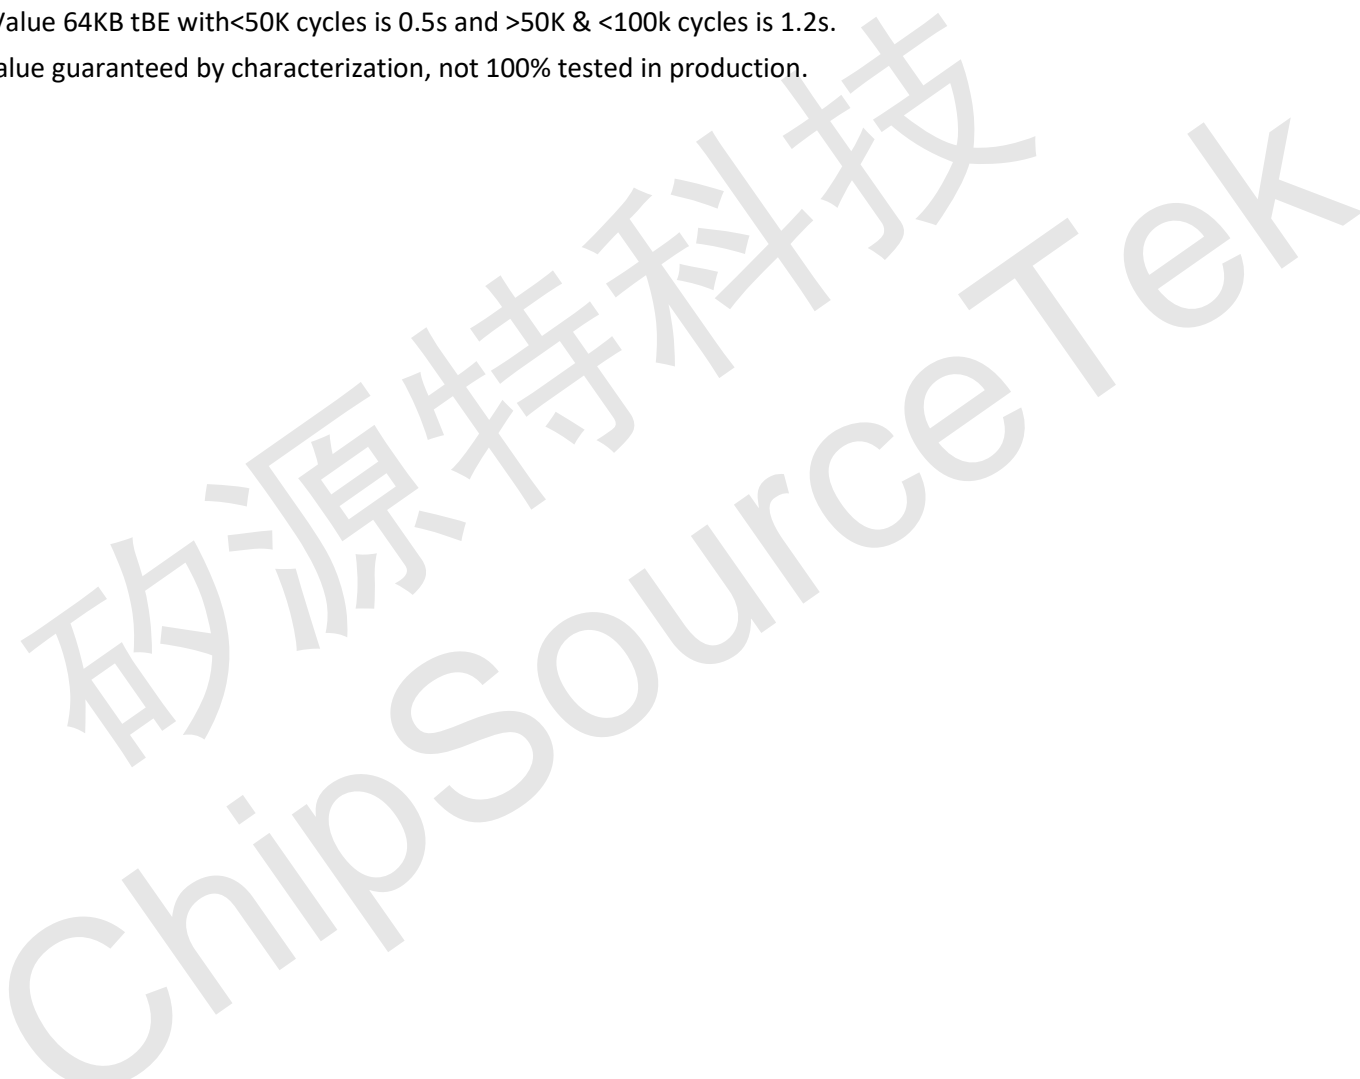 Value 64KB tBE with<50K cycles is 0.5s and >50K & <100k cycles is 1.2s.
alue guaranteed by characterization, not 100% tested in production.
矽源特科技
ChipSourceTek